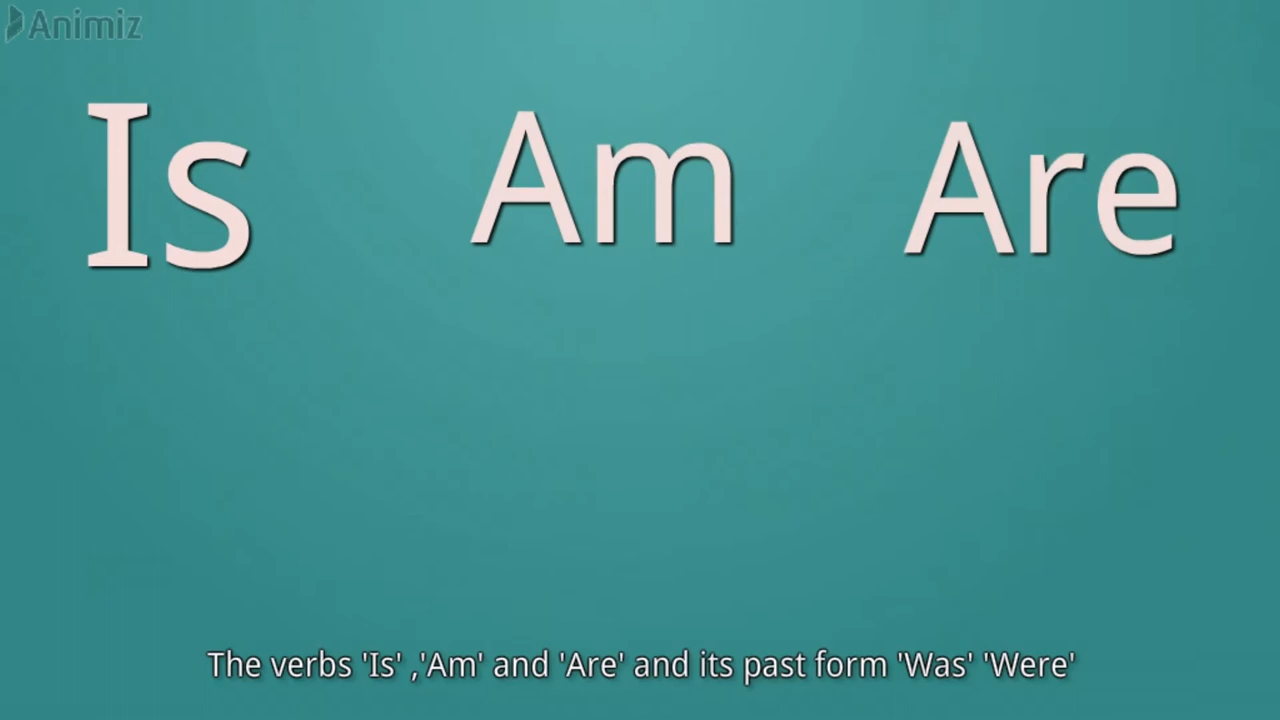 Animiz
Is Am Are
The verbs 'Is' ,'Am' and 'Are' and its past form 'Was' 'Were'